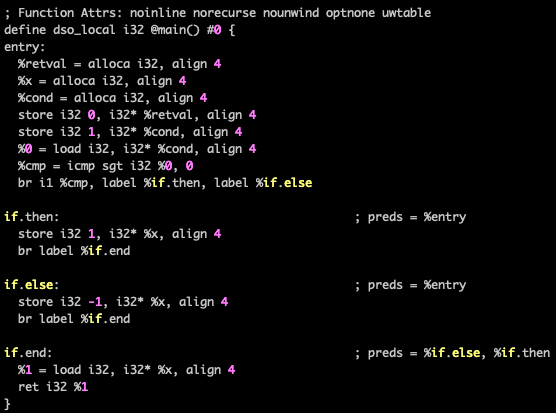 ; Function Attrs: noinline norecurse nounwind optnone uwtable
define dso_local i32 @main() #0 {
entry:
  %retval = alloca i32, align 4
  %x = alloca i32, align 4
  %cond = alloca i32, align 4
  store i32 0, i32* %retval, align 4
  store i32 1, i32* %cond, align 4
  %0 = load i32, i32* %cond, align 4
  %cmp = icmp sgt i32 %0, 0
  br i1 %cmp, label %if.then, label %if.else

if.then:                                          ; preds = %entry
  store i32 1, i32* %x, align 4
  br label %if.end

if.else:                                          ; preds = %entry
  store i32 -1, i32* %x, align 4
  br label %if.end

if.end:                                           ; preds = %if.else, %if.then
  %1 = load i32, i32* %x, align 4
  ret i32 %1
}